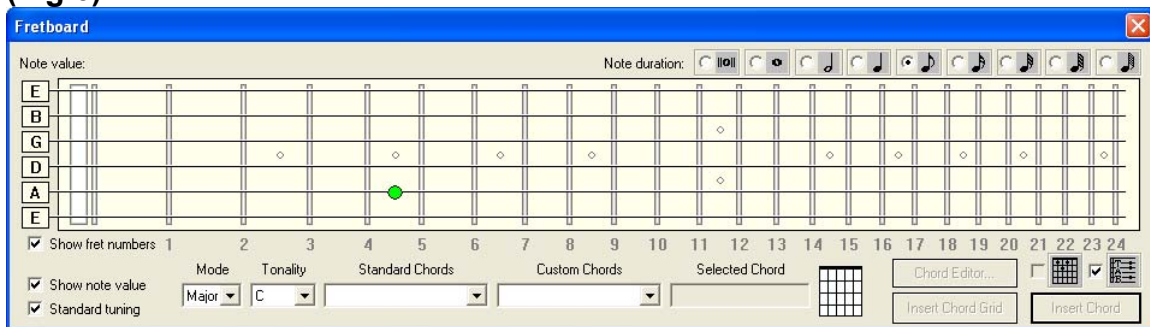 Fretboard
Note value: Note duration:
E
B
G
D
A
E
Show fret numbers 1 2 3 4 5 6 7 8 9 10 11 12 13 14 15 16 17 18 19 20 21 22 23 24
Mode Tonality Standard Chords Custom Chords Selected Chord
Show note value Major C Chord Editor...
Standard tuning Insert Chord Grid Insert Chord